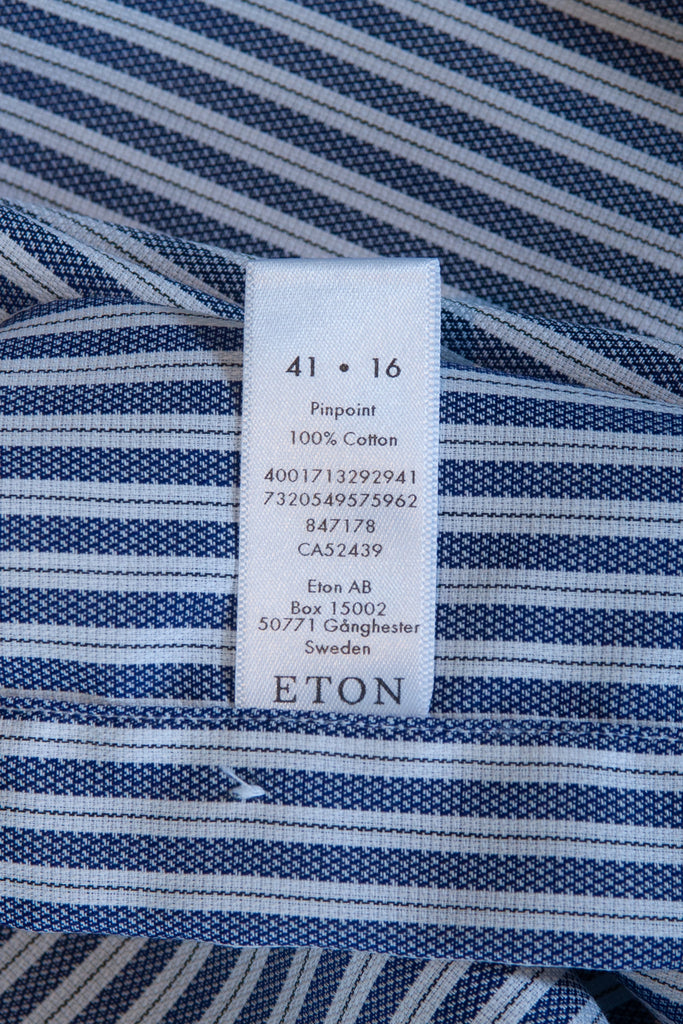 41 • 16
Pinpoint
100% Cotton
4001713292941
7320549575962
847178
CA52439
Eton AB
Box 15002
50771 Gånghester
Sweden
ETON